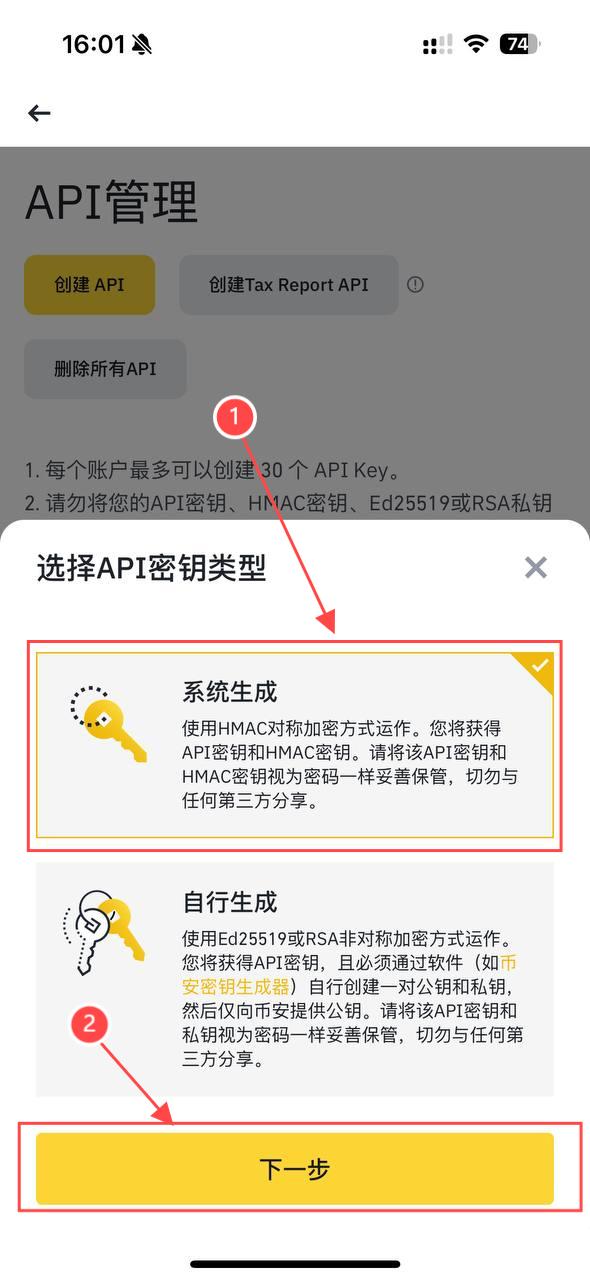 16:01
74
API管理
创建 API
创建Tax Report API
删除所有API
1
1. 每个账户最多可以创建 30 个 API Key。
2. 请勿将您的API密钥、HMAC密钥、Ed25519或RSA私钥
选择API密钥类型
系统生成
使用HMAC对称加密方式运作。您将获得
API密钥和HMAC密钥。请将该API密钥和
HMAC密钥视为密码一样妥善保管，切勿与
任何第三方分享。
自行生成
使用Ed25519或RSA非对称加密方式运作。
您将获得API密钥，且必须通过软件（如币
安密钥生成器）自行创建一对公钥和私钥，
然后仅向币安提供公钥。请将该API密钥和
私钥视为密码一样妥善保管，切勿与任何第
三方分享。
2
下一步